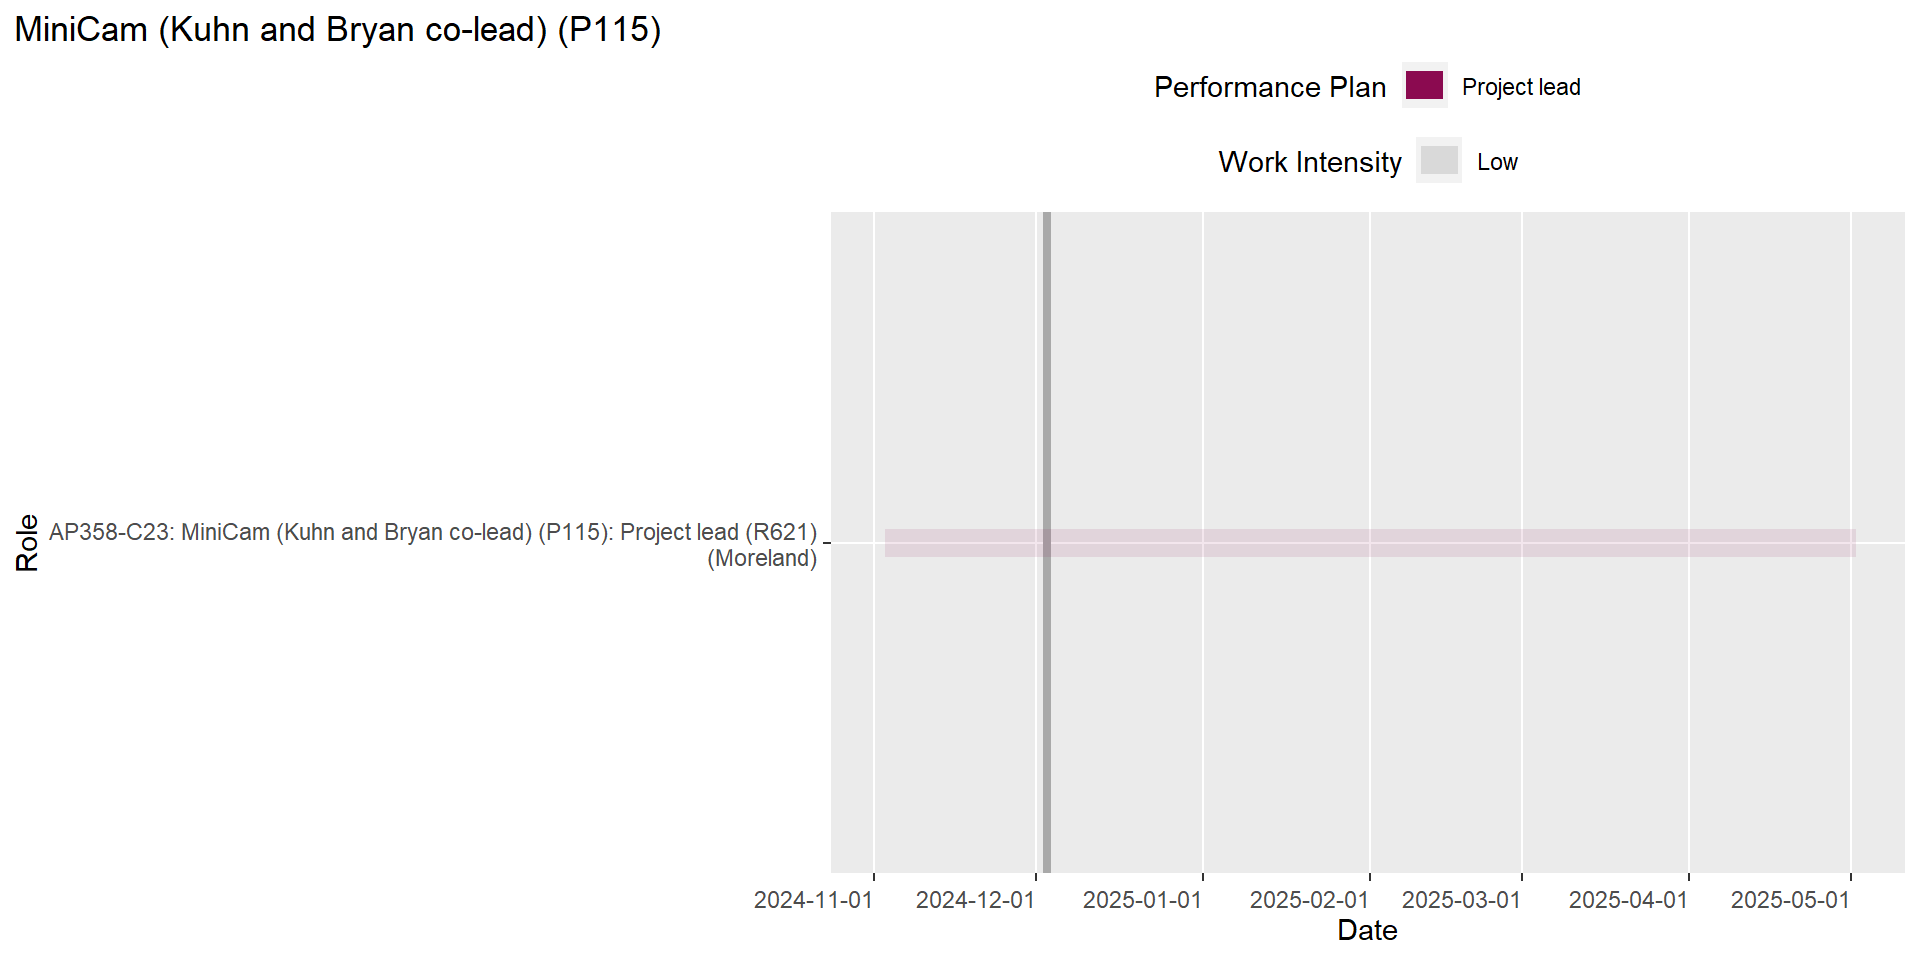 MiniCam (Kuhn and Bryan co-lead) (P115)
Performance Plan
Project lead
Work Intensity
Low
Role
AP358-C23: MiniCam (Kuhn and Bryan co-lead) (P115): Project lead (R621)
(Moreland)
2024-11-01
2024-12-01
2025-01-01
2025-02-01
2025-03-01
2025-04-01
2025-05-01
Date